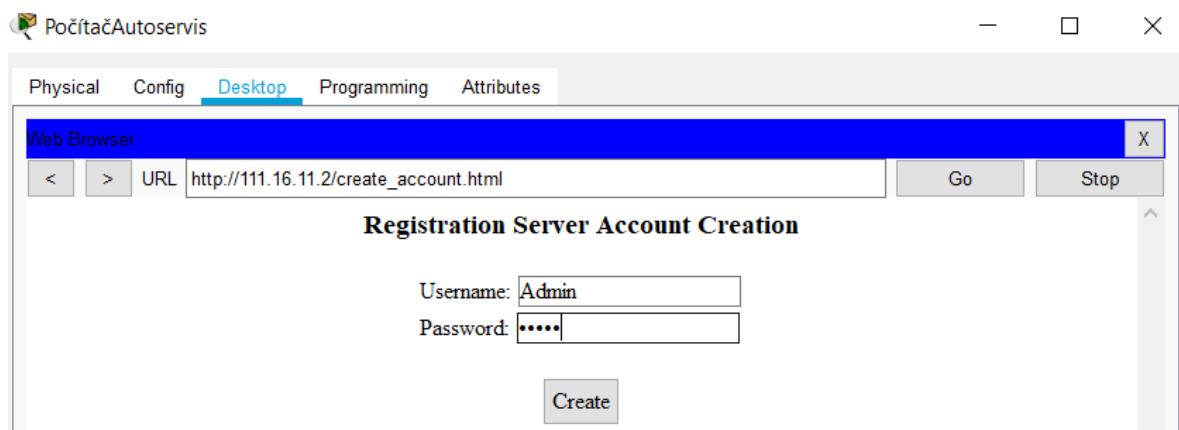 PočítačAutoservis
Physical Config Desktop Programming Attributes
Web Browser X
< > URL http://111.16.11.2/create_account.html Go Stop
Registration Server Account Creation
Username: Admin
Password: •••••
Create